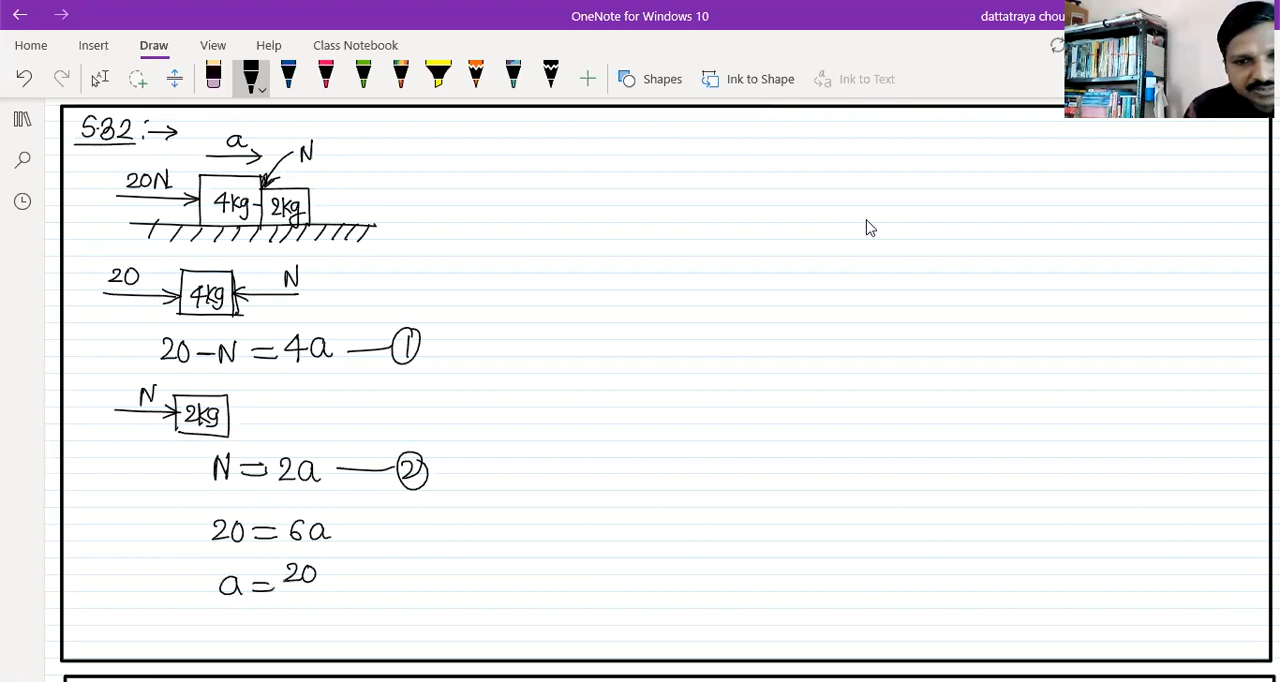 OneNote for Windows 10
dattatraya chou
Home Insert Draw View Help Class Notebook
Shapes Ink to Shape Ink to Text
5.32 :→
a
N
20N
4kg
2kg
20
4kg
N
20 - N = 4a — 1
N
2kg
N = 2a — 2
20 = 6a
a = 20